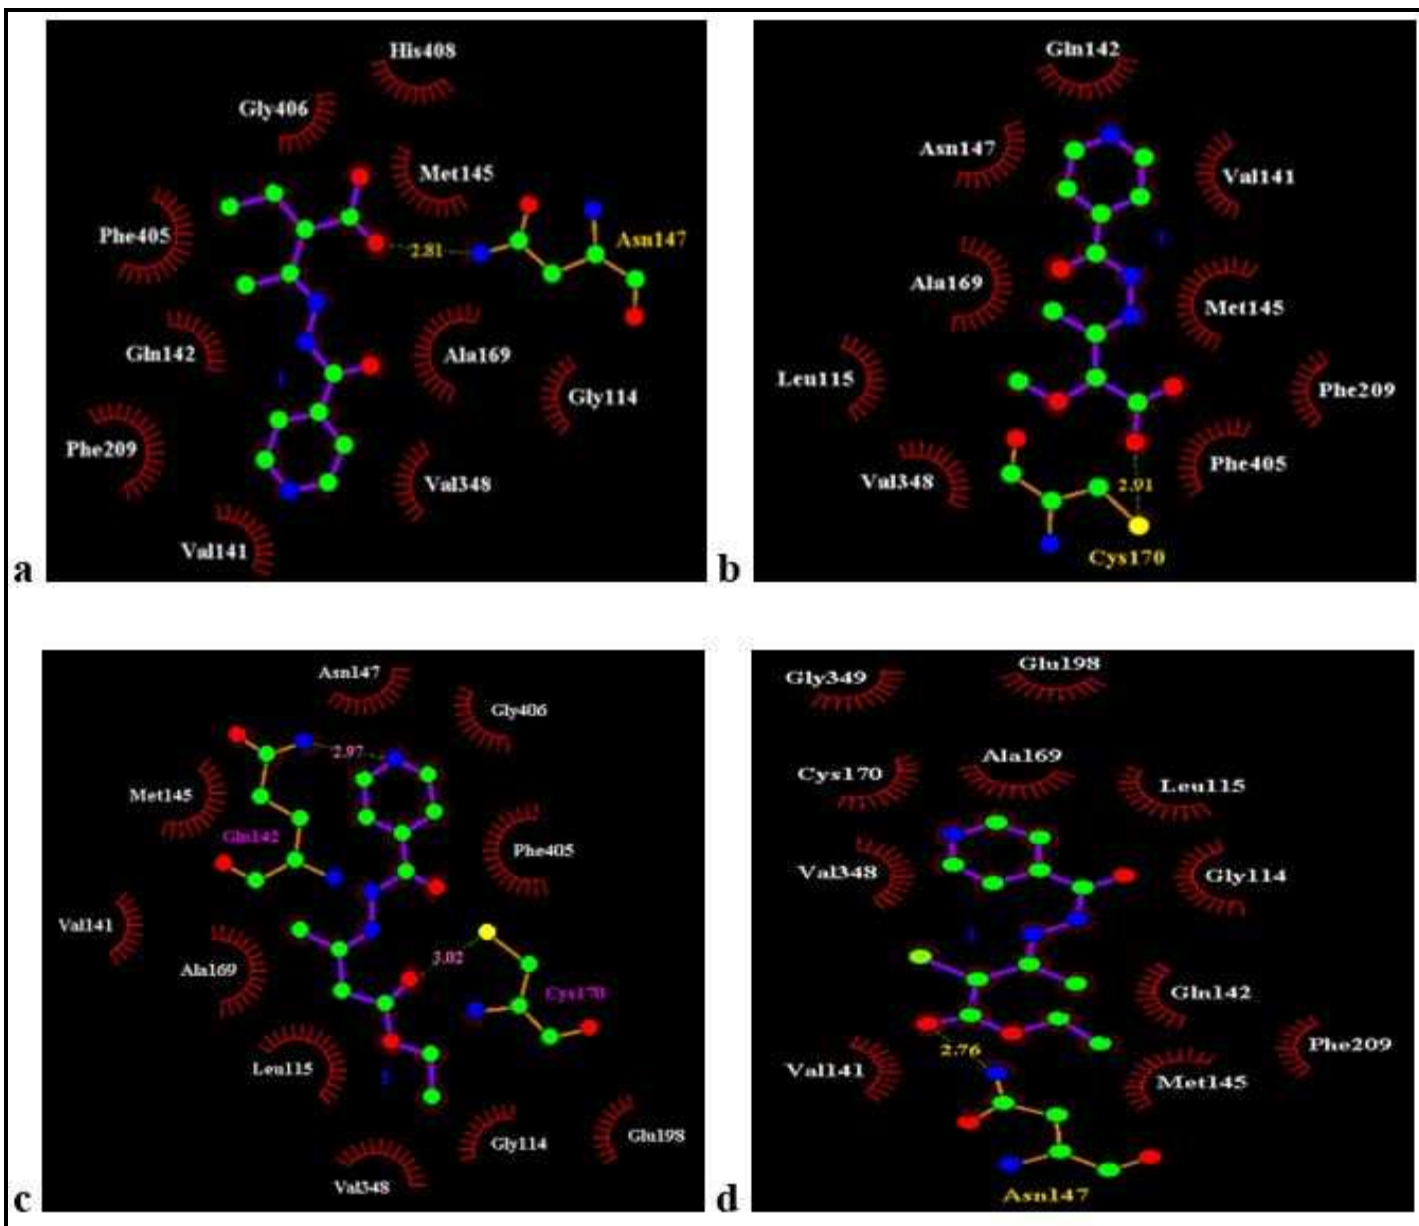 His408
Gly406
Met145
Phe405
Asn147
2.81
Gln142
Ala169
Gly114
Phe209
Val348
Val141
a
Gln142
Asn147
Val141
Ala169
Met145
Leu115
Phe209
Val348
Phe405
2.91
Cys170
b
Asn147
Gly406
2.97
Met145
Gln142
Phe405
Val141
3.02
Ala169
Cys170
Leu115
Gly114
Glu198
Val348
c
Glu198
Gly349
Ala169
Cys170
Leu115
Val348
Gly114
Gln142
Phe209
2.76
Val141
Met145
Asn147
d